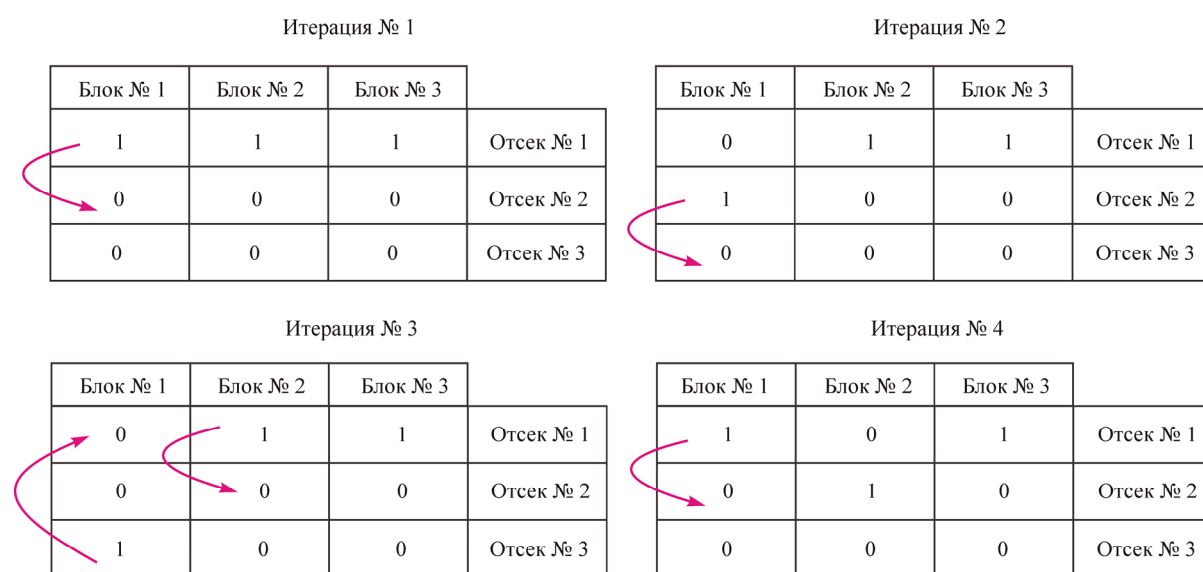 Итерация № 1
Блок № 1 Блок № 2 Блок № 3
1 1 1 Отсек № 1
0 0 0 Отсек № 2
0 0 0 Отсек № 3
Итерация № 2
Блок № 1 Блок № 2 Блок № 3
0 1 1 Отсек № 1
1 0 0 Отсек № 2
0 0 0 Отсек № 3
Итерация № 3
Блок № 1 Блок № 2 Блок № 3
0 1 1 Отсек № 1
0 0 0 Отсек № 2
1 0 0 Отсек № 3
Итерация № 4
Блок № 1 Блок № 2 Блок № 3
1 0 1 Отсек № 1
0 1 0 Отсек № 2
0 0 0 Отсек № 3